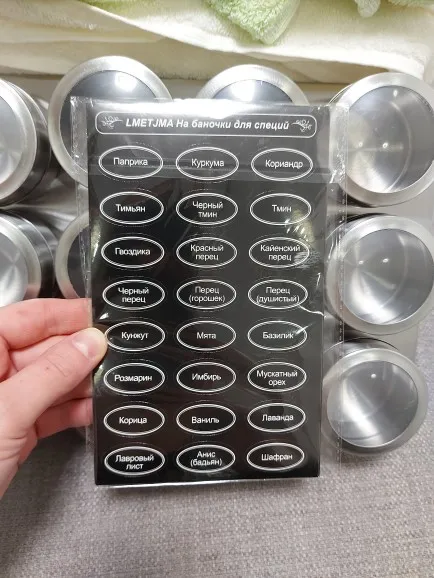 LMETJMA На баночки для специй
Паприка
Куркума
Кориандр
Тимьян
Черный
тмин
Тмин
Гвоздика
Красный
перец
Кайенский
перец
Черный
перец
Перец
(горошек)
Перец
(душистый)
Кунжут
Мята
Базилик
Розмарин
Имбирь
Мускатный
орех
Корица
Ваниль
Лаванда
Лавровый
лист
Анис
(бадьян)
Шафран